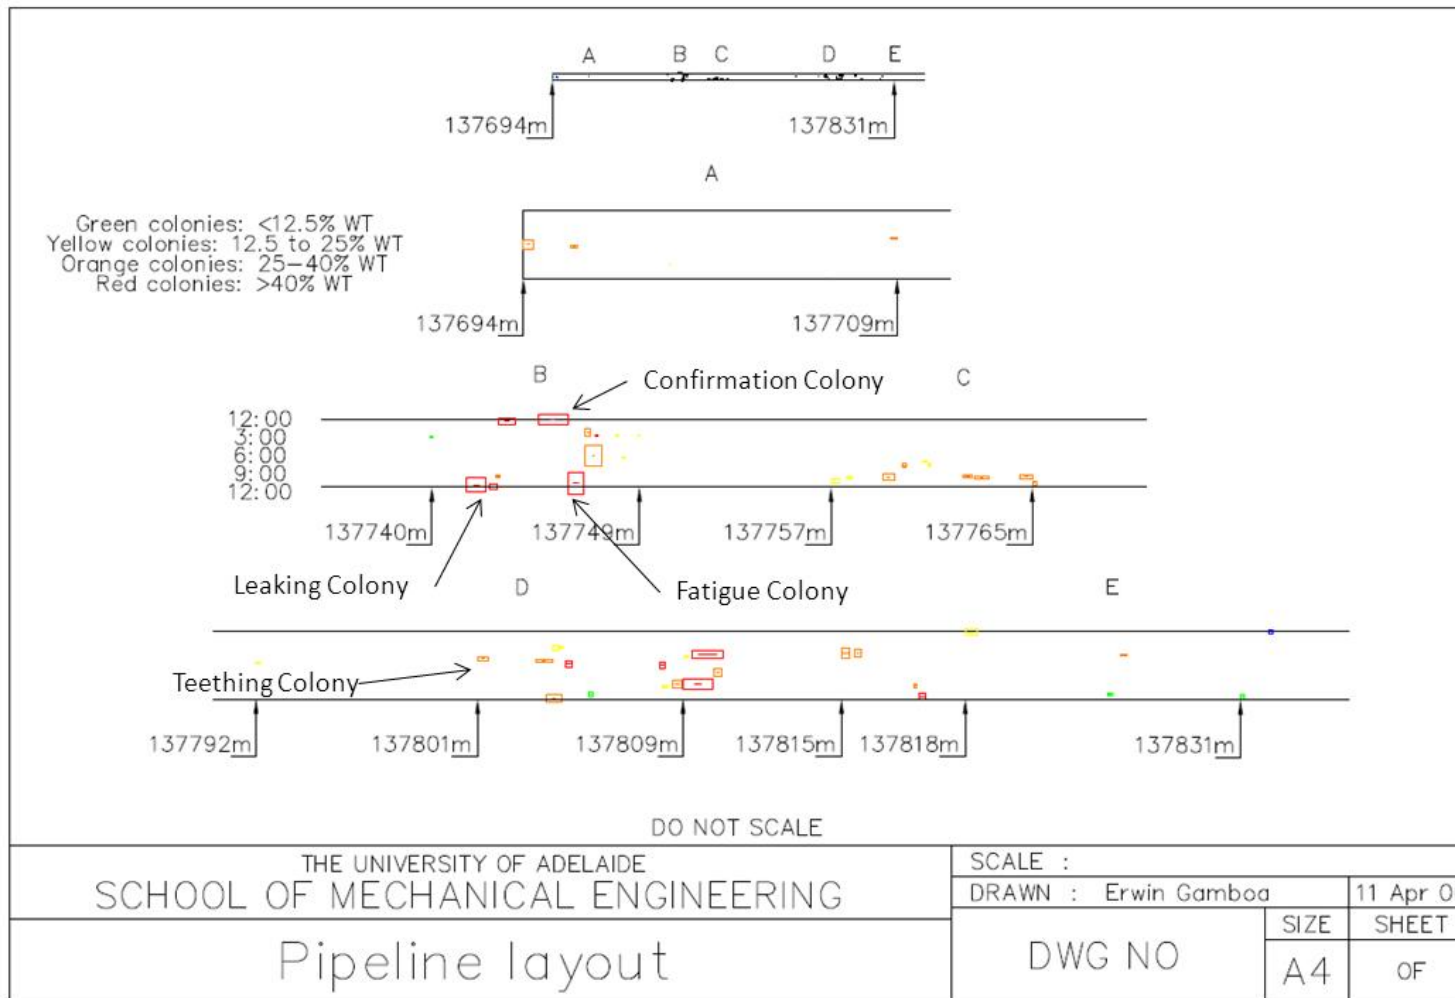 A B C D E
137694m 137831m
A
Green colonies: <12.5% WT
Yellow colonies: 12.5 to 25% WT
Orange colonies: 25-40% WT
Red colonies: >40% WT
137694m 137709m
B Confirmation Colony C
12:00
3:00
6:00
9:00
12:00
137740m 137749m 137757m 137765m
Leaking Colony D Fatigue Colony E
Teething Colony
137792m 137801m 137809m 137815m 137818m 137831m
DO NOT SCALE
THE UNIVERSITY OF ADELAIDE
SCHOOL OF MECHANICAL ENGINEERING
Pipeline layout
SCALE :
DRAWN : Erwin Gamboa 11 Apr 0
DWG NO
SIZE SHEET
A4 OF